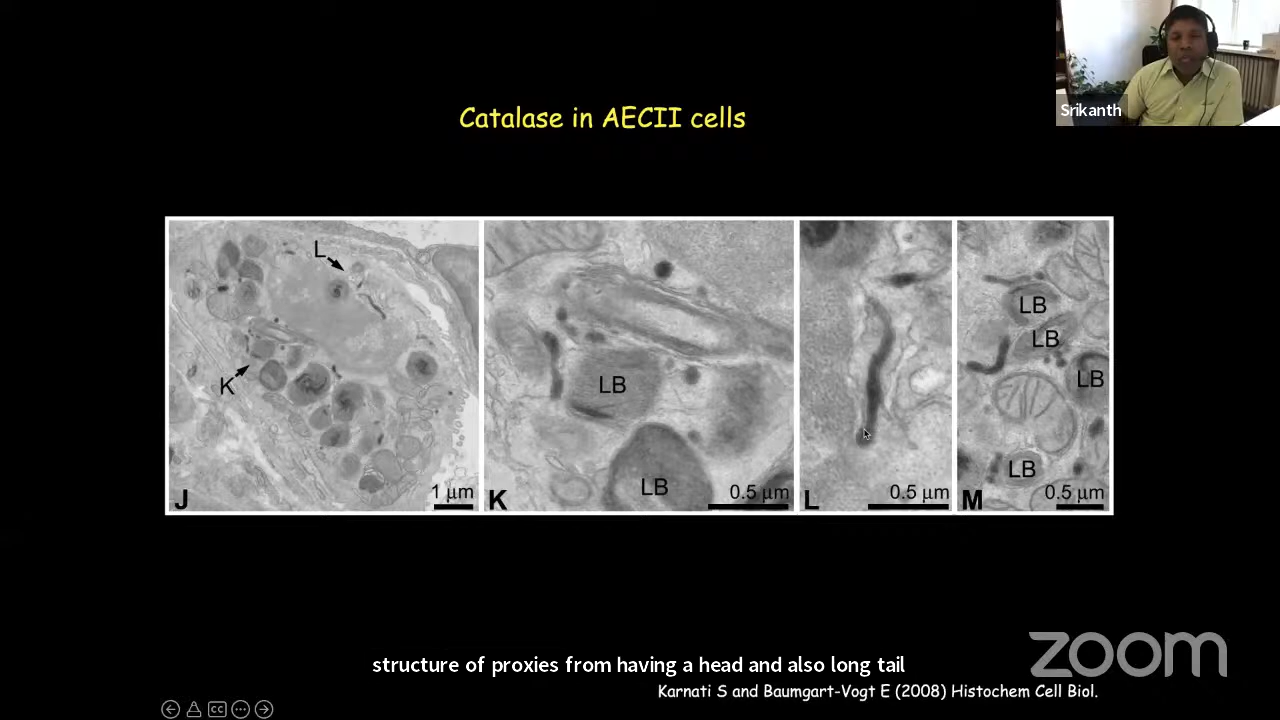 Srikanth
Catalase in AECII cells
L
K
J
1 µm
LB
LB
K
0.5 µm
L
0.5 µm
LB
LB
LB
LB
M
0.5 µm
structure of proxies from having a head and also long tail
zoom
Karnati S and Baumgart-Vogt E (2008) Histochem Cell Biol.
CC